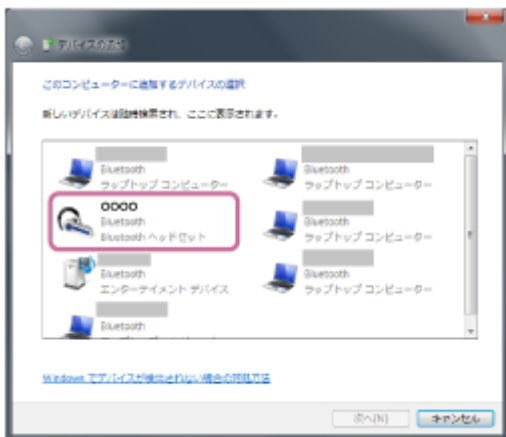 デバイスの追加
このコンピューターに追加するデバイスの選択
新しいデバイスは随時検索され、ここに表示されます。
Bluetooth
ラップトップ コンピューター
Bluetooth
ラップトップ コンピューター
OOOO
Bluetooth
Bluetooth ヘッドセット
Bluetooth
ラップトップ コンピューター
Bluetooth
エンターテイメント デバイス
Bluetooth
ラップトップ コンピューター
Bluetooth
Windows でデバイスが検出されない場合の対処方法
次へ(N)
キャンセル